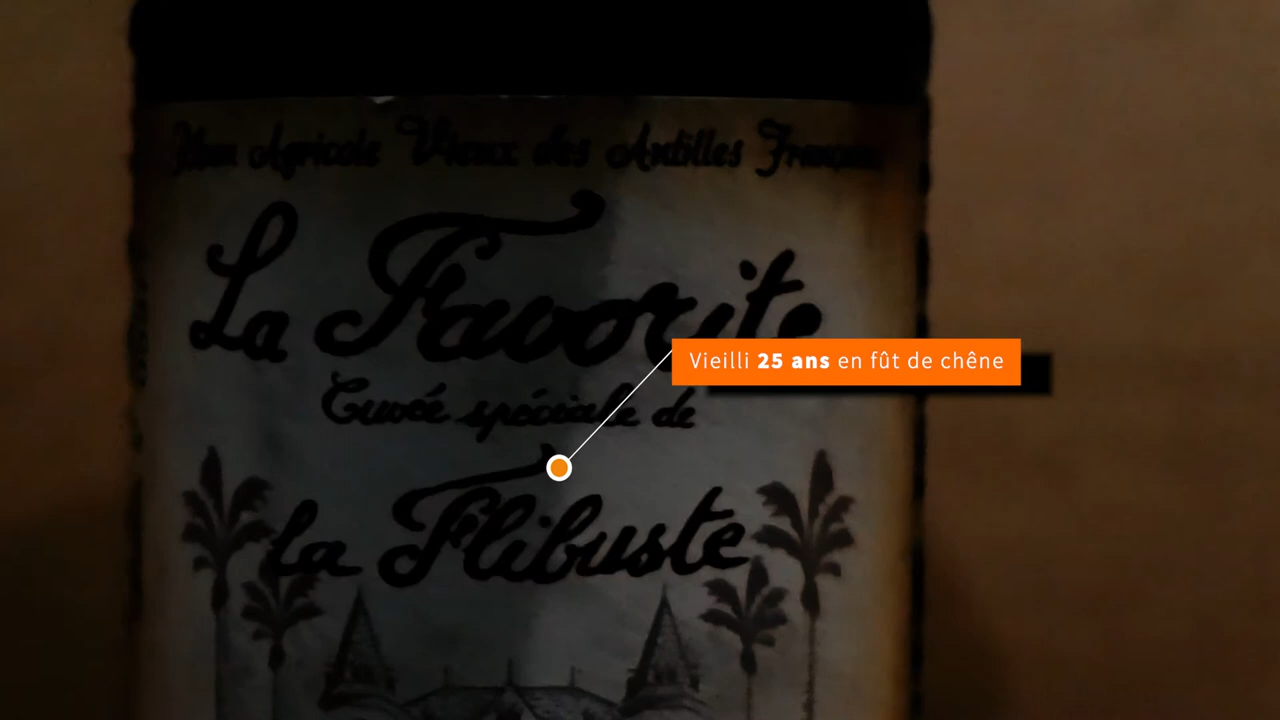 Rhum Agricole Vieux des Antilles Françaises
La Favorite
Vieilli 25 ans en fût de chêne
Cuvée spéciale de
la Flibuste